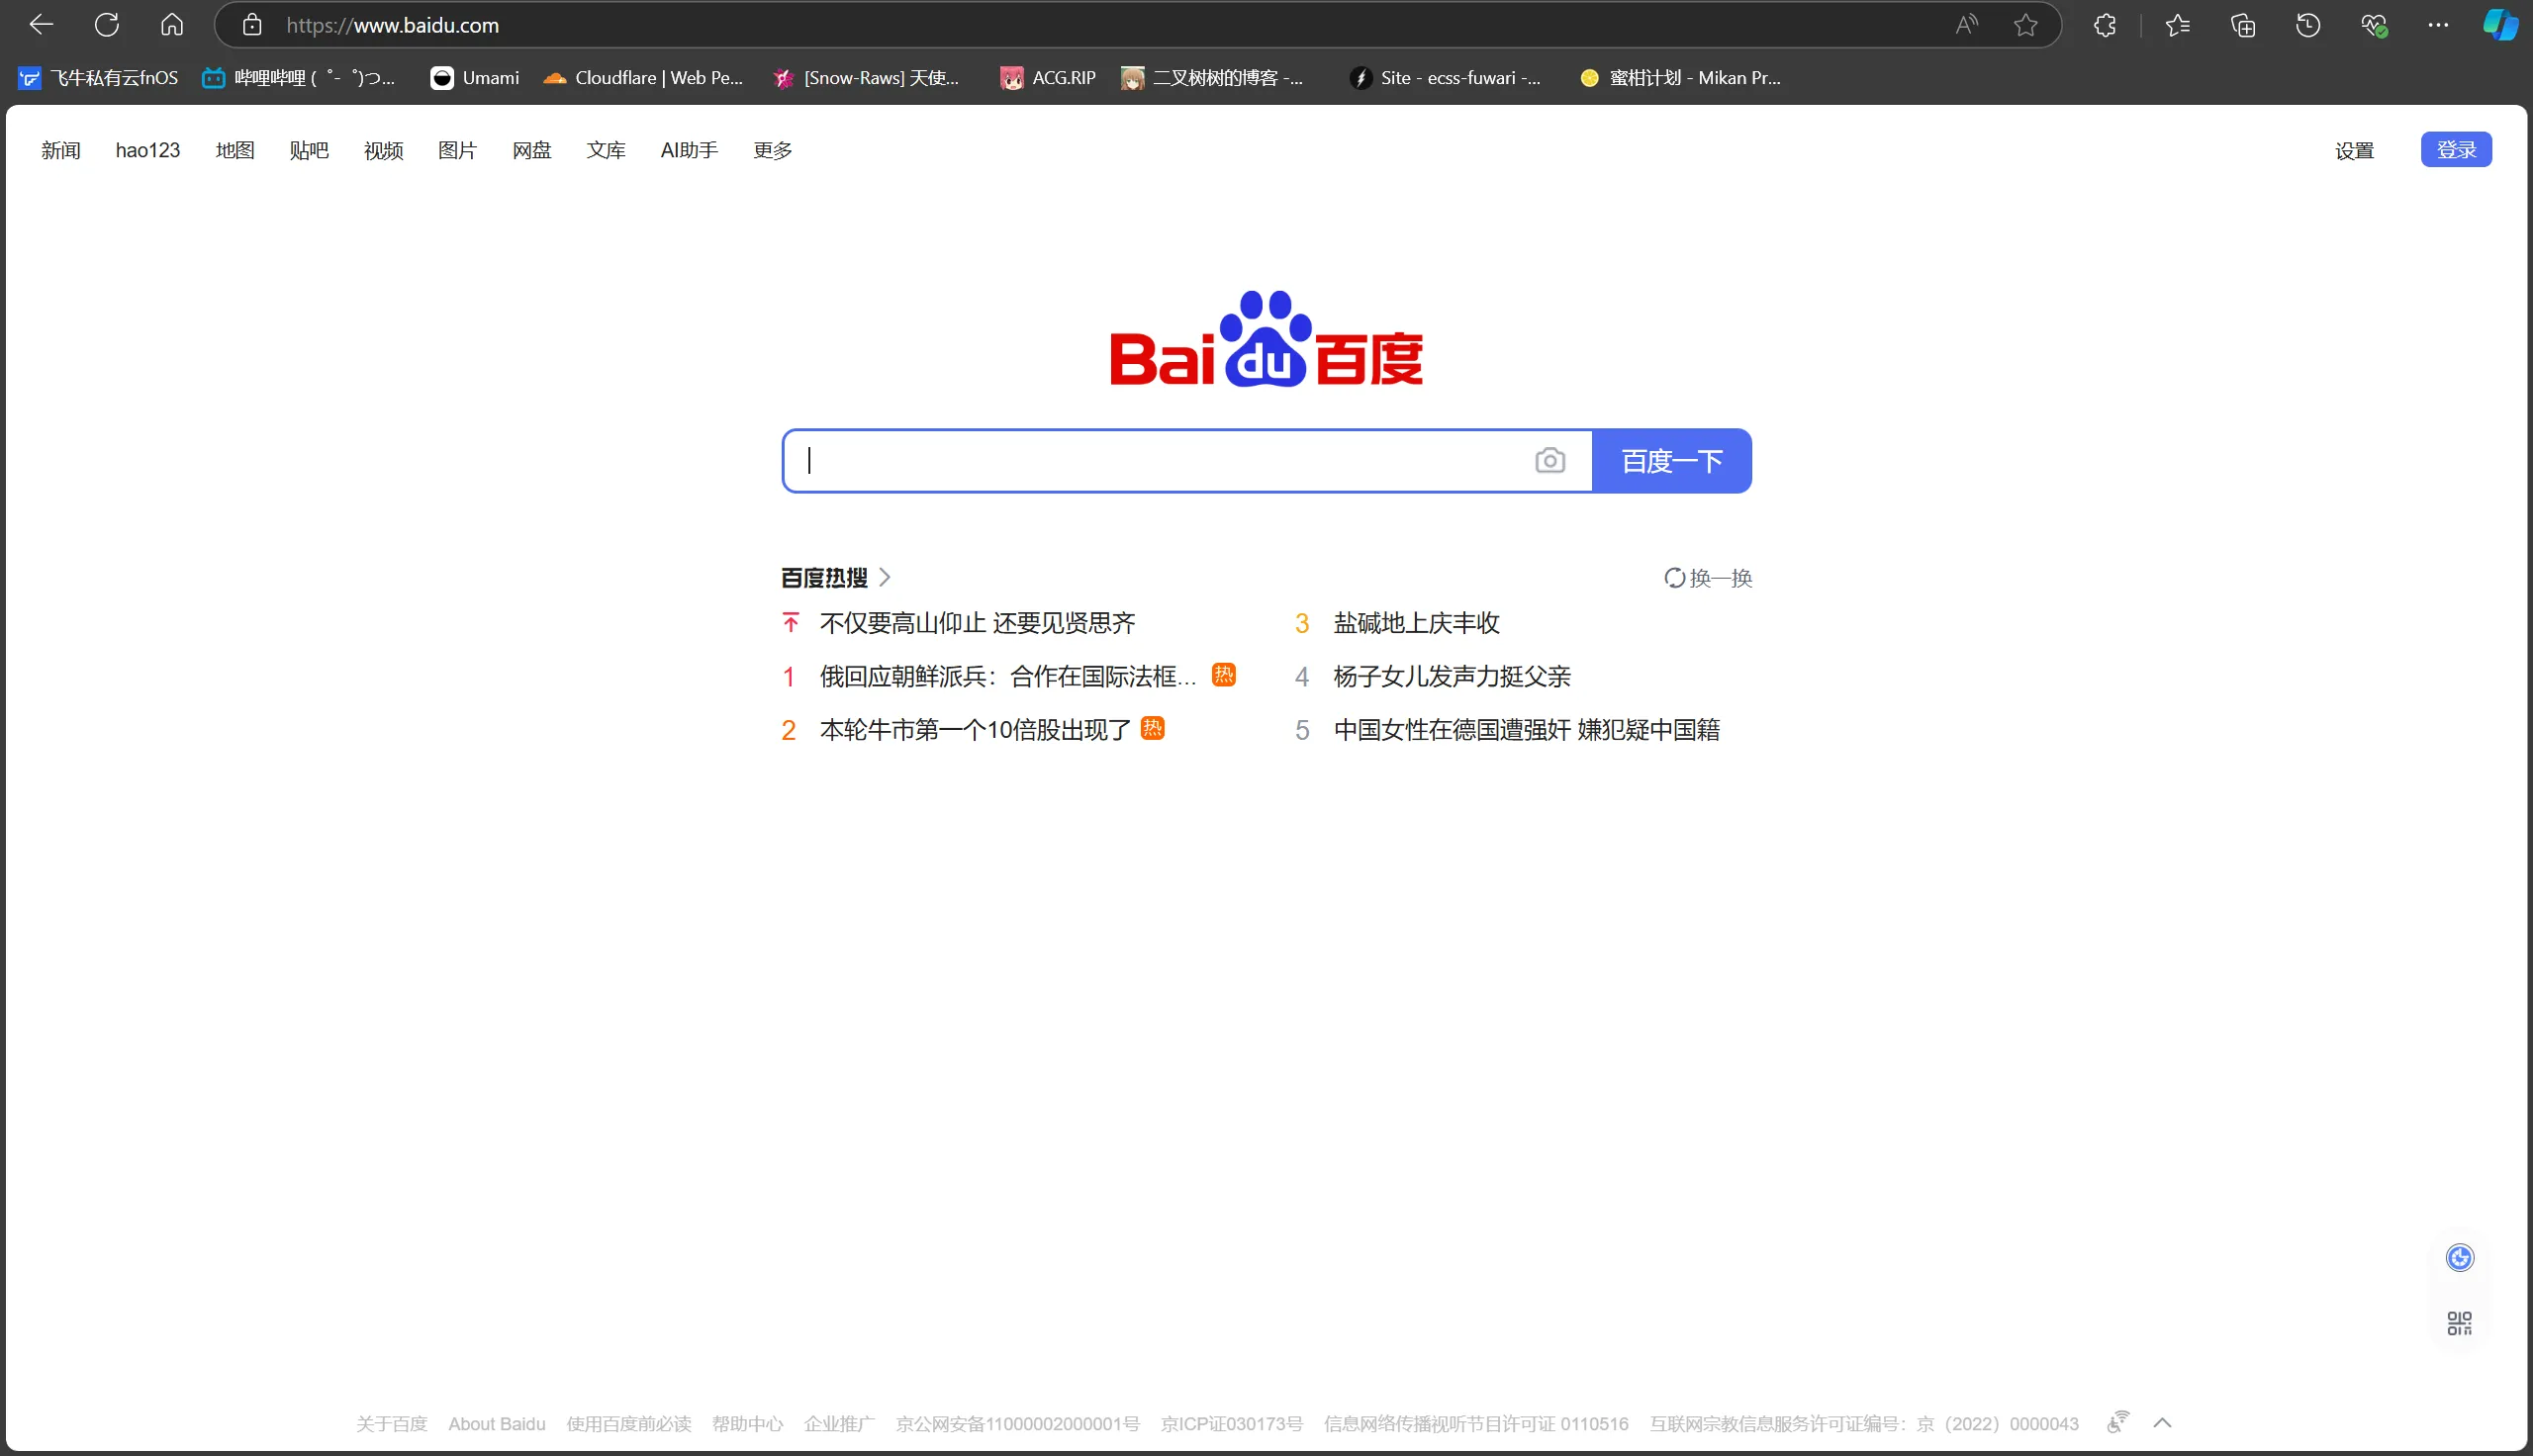 https://www.baidu.com
飞牛私有云fnOS 哔哩哔哩 (゜-゜)つ... Umami Cloudflare | Web Pe... [Snow-Raws] 天使... ACG.RIP 二叉树树的博客 -... Site - ecss-fuwari -... 蜜柑计划 - Mikan Pr...
新闻 hao123 地图 贴吧 视频 图片 网盘 文库 AI助手 更多 设置 登录
Bai du 百度
百度一下
百度热搜 换一换
不仅要高山仰止 还要见贤思齐
1 俄回应朝鲜派兵：合作在国际法框... 热
2 本轮牛市第一个10倍股出现了 热
3 盐碱地上庆丰收
4 杨子女儿发声力挺父亲
5 中国女性在德国遭强奸 嫌犯疑中国籍
关于百度 About Baidu 使用百度前必读 帮助中心 企业推广 京公网安备11000002000001号 京ICP证030173号 信息网络传播视听节目许可证 0110516 互联网宗教信息服务许可证编号：京（2022）0000043